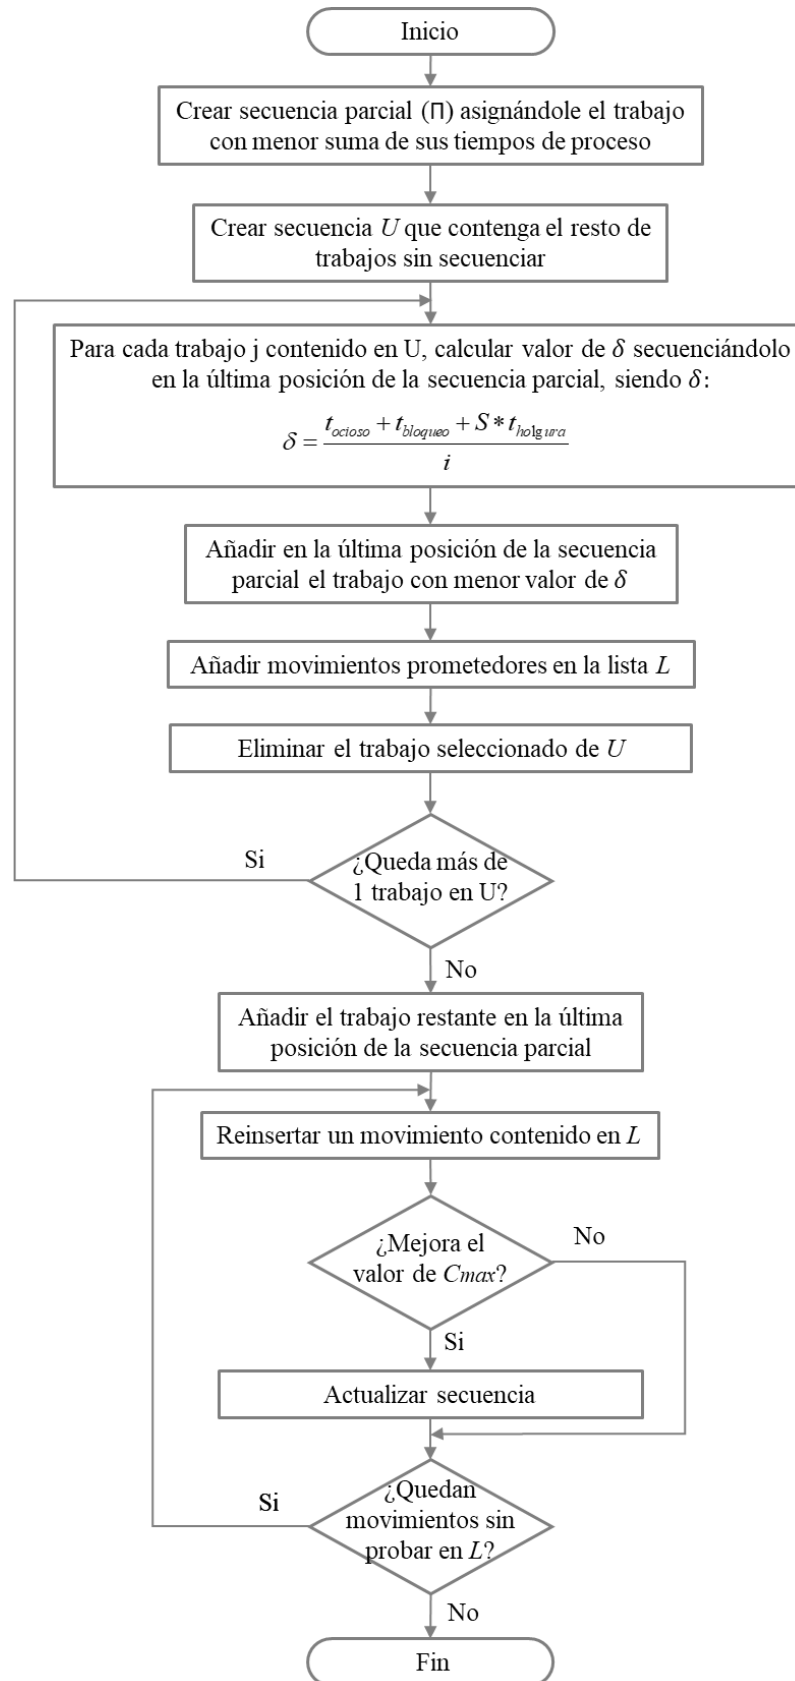 Inicio
Crear secuencia parcial (Π) asignándole el trabajo
con menor suma de sus tiempos de proceso
Crear secuencia U que contenga el resto de
trabajos sin secuenciar
Para cada trabajo j contenido en U, calcular valor de δ secuenciándolo
en la última posición de la secuencia parcial, siendo δ:
δ = (t_ocioso + t_bloqueo + S * t_holgura) / i
Añadir en la última posición de la secuencia
parcial el trabajo con menor valor de δ
Añadir movimientos prometedores en la lista L
Eliminar el trabajo seleccionado de U
Si
¿Queda más de
1 trabajo en U?
No
Añadir el trabajo restante en la última
posición de la secuencia parcial
Reinsertar un movimiento contenido en L
¿Mejora el
valor de Cmax?
No
Si
Actualizar secuencia
Si
¿Quedan
movimientos sin
probar en L?
No
Fin